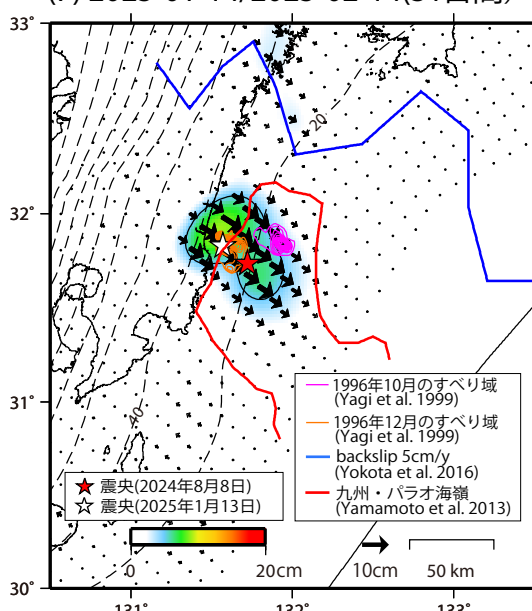 33°
32°
31°
30°
20
40
1996年10月のすべり域
(Yagi et al. 1999)
1996年12月のすべり域
(Yagi et al. 1999)
backslip 5cm/y
(Yokota et al. 2016)
九州・パラオ海嶺
(Yamamoto et al. 2013)
震央(2024年8月8日)
震央(2025年1月13日)
0 20cm
10cm
50 km